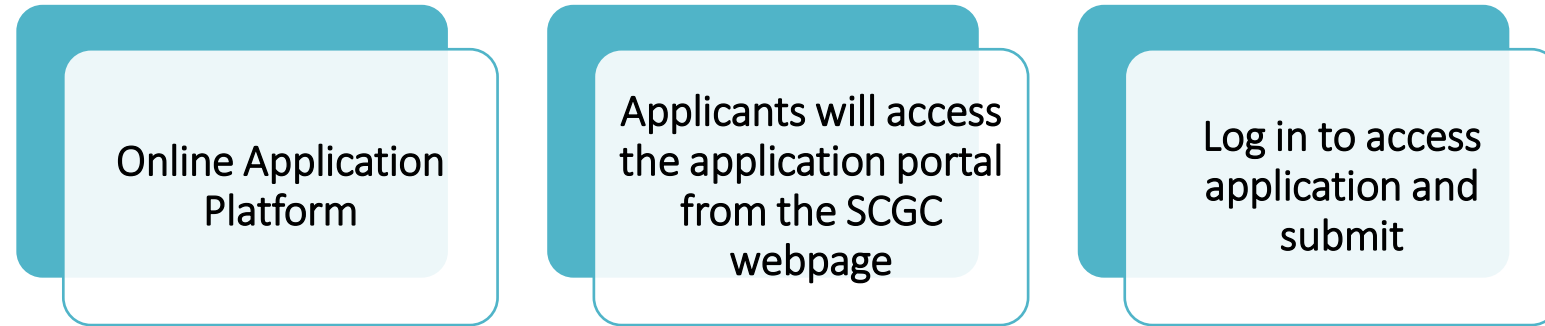 Online Application
Platform
Applicants will access
the application portal
from the SCGC
webpage
Log in to access
application and
submit